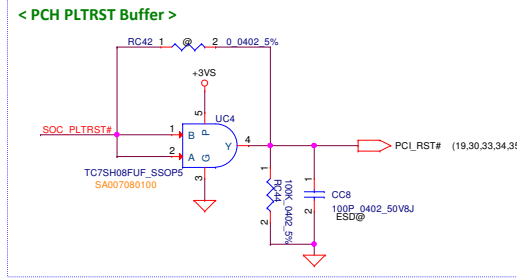 < PCH PLTRST Buffer >
RC42 1 @ 2 0_0402_5%
+3VS
UC4
5
SOC_PLTRST#
1 B P
Y 4
2 A G
PCI_RST# (19,30,33,34,35
3
TC7SH08FUF_SSOP5
SA007080100
1
RC44
100K_0402_5%
2
1
CC8
100P_0402_50V8J
2
ESD@